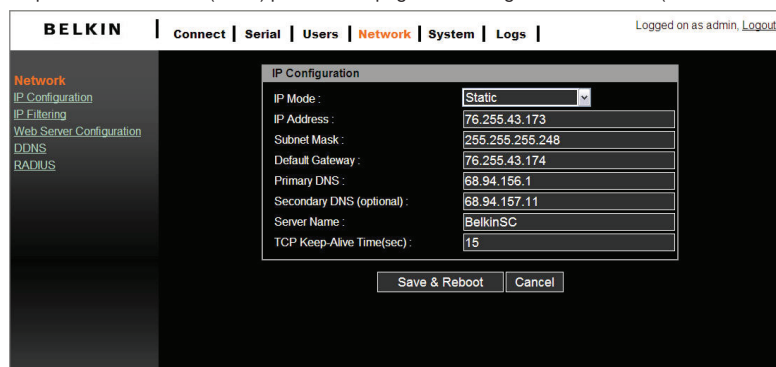 BELKIN
Connect | Serial | Users | Network | System | Logs |
Logged on as admin, Logout
Network
IP Configuration
IP Filtering
Web Server Configuration
DDNS
RADIUS
IP Configuration
IP Mode : Static
IP Address : 76.255.43.173
Subnet Mask : 255.255.255.248
Default Gateway : 76.255.43.174
Primary DNS : 68.94.156.1
Secondary DNS (optional) : 68.94.157.11
Server Name : BelkinSC
TCP Keep-Alive Time(sec) : 15
Save & Reboot Cancel